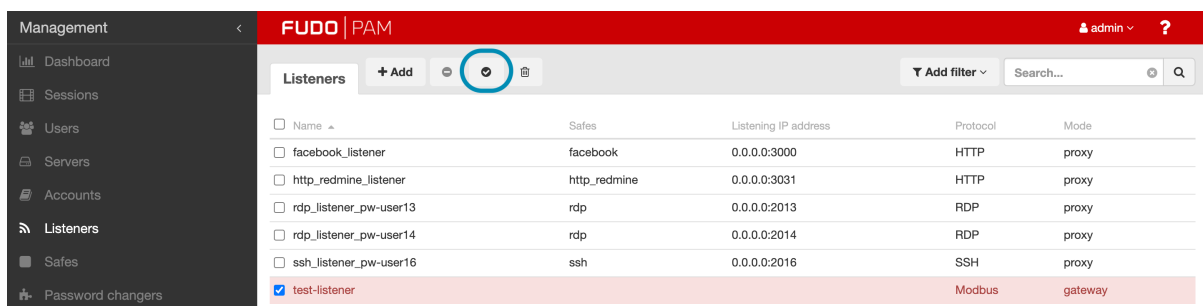 Management <
FUDO | PAM
admin
?
Dashboard
Sessions
Users
Servers
Accounts
Listeners
Safes
Password changers
Listeners
+ Add
Add filter
Search...
Name Safes Listening IP address Protocol Mode
facebook_listener facebook 0.0.0.0:3000 HTTP proxy
http_redmine_listener http_redmine 0.0.0.0:3031 HTTP proxy
rdp_listener_pw-user13 rdp 0.0.0.0:2013 RDP proxy
rdp_listener_pw-user14 rdp 0.0.0.0:2014 RDP proxy
ssh_listener_pw-user16 ssh 0.0.0.0:2016 SSH proxy
test-listener Modbus gateway